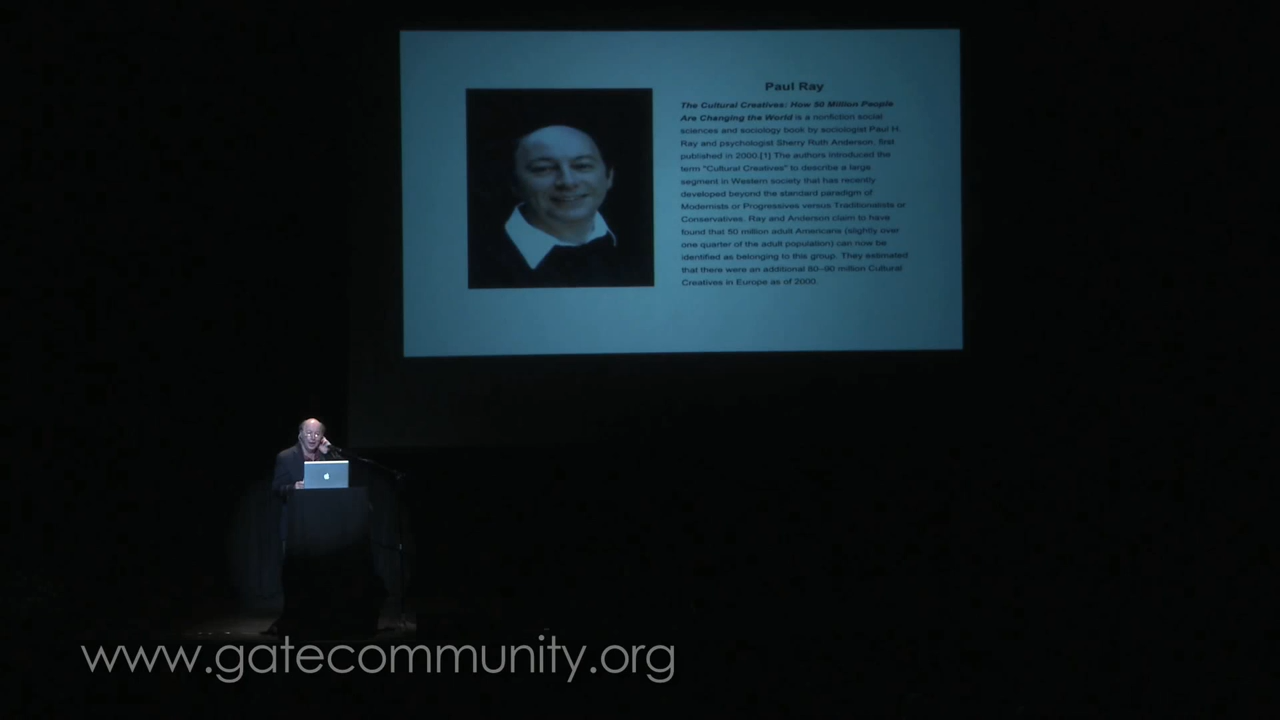 Paul Ray
The Cultural Creatives: How 50 Million People
Are Changing the World is a nonfiction social
sciences and sociology book by sociologist Paul H.
Ray and psychologist Sherry Ruth Anderson, first
published in 2000.[1] The authors introduced the
term "Cultural Creatives" to describe a large
segment in Western society that has recently
developed beyond the standard paradigm of
Modernists or Progressives versus Traditionalists or
Conservatives. Ray and Anderson claim to have
found that 50 million adult Americans (slightly over
one quarter of the adult population) can now be
identified as belonging to this group. They estimated
that there were an additional 80–90 million Cultural
Creatives in Europe as of 2000.
www.gatecommunity.org